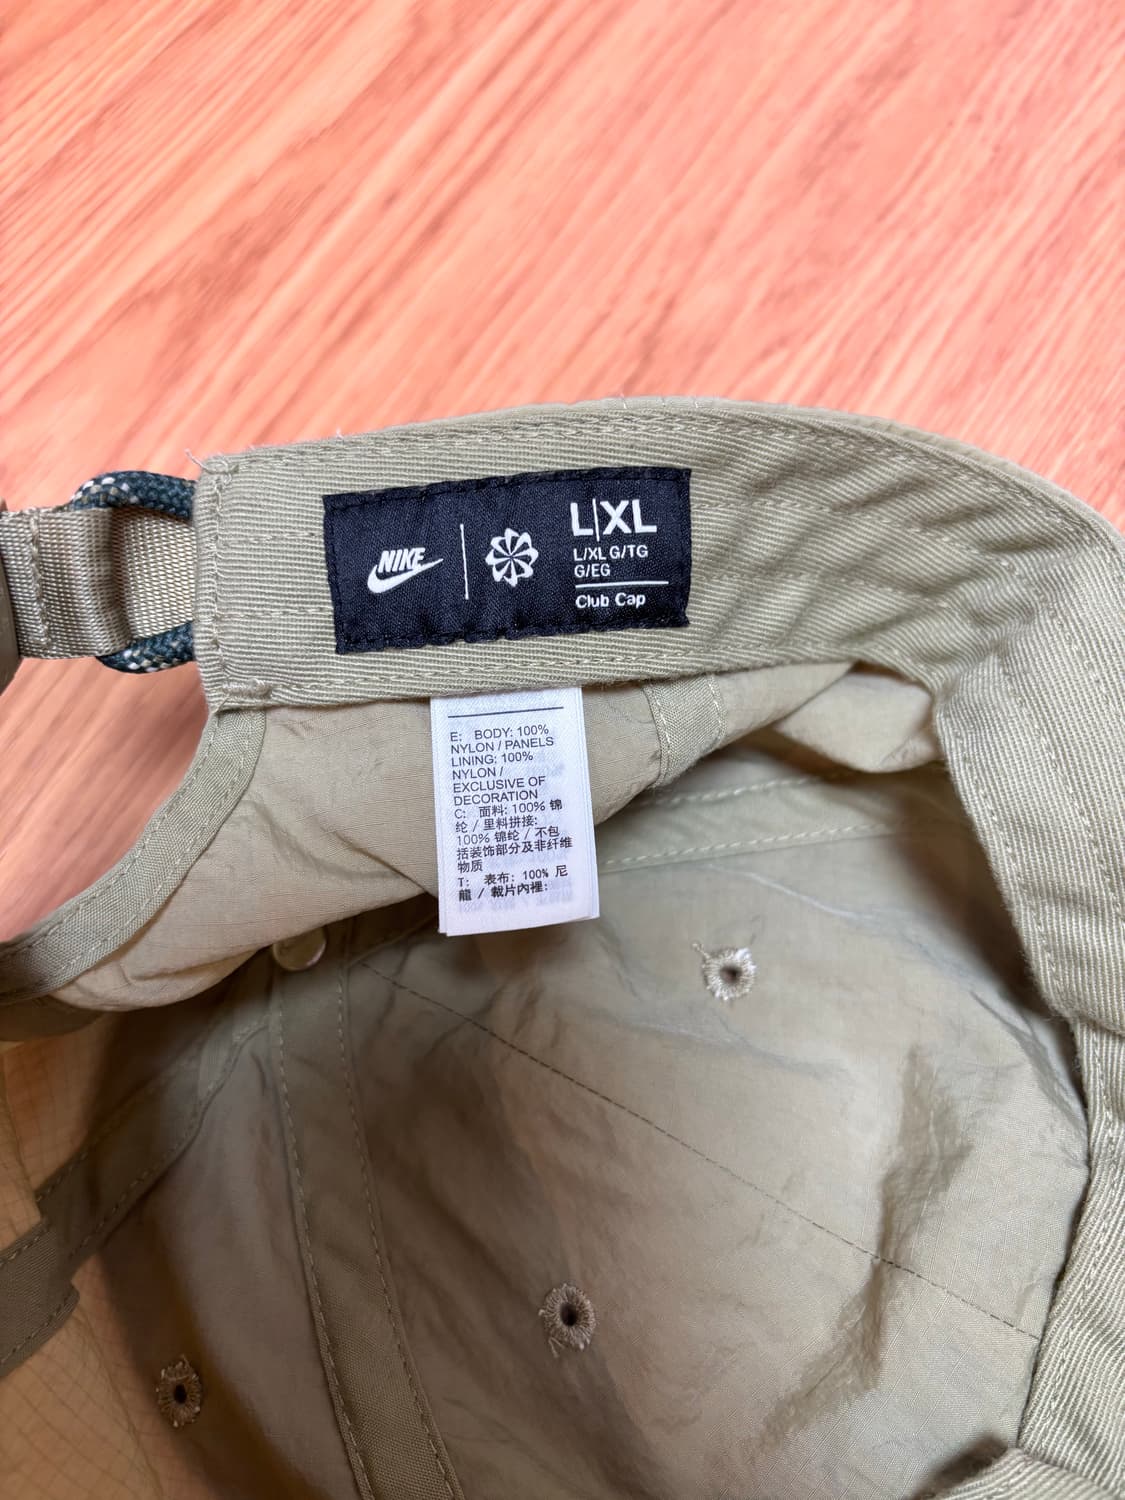 NIKE
L|XL
L/XL G/TG
G/EG
Club Cap
E: BODY: 100%
NYLON / PANELS
LINING: 100%
NYLON /
EXCLUSIVE OF
DECORATION
C: 面料: 100% 锦
纶 / 里料拼接:
100% 锦纶 / 不包
括装饰部分及非纤维
物质
T: 表布: 100% 尼
龍 / 裁片內裡: